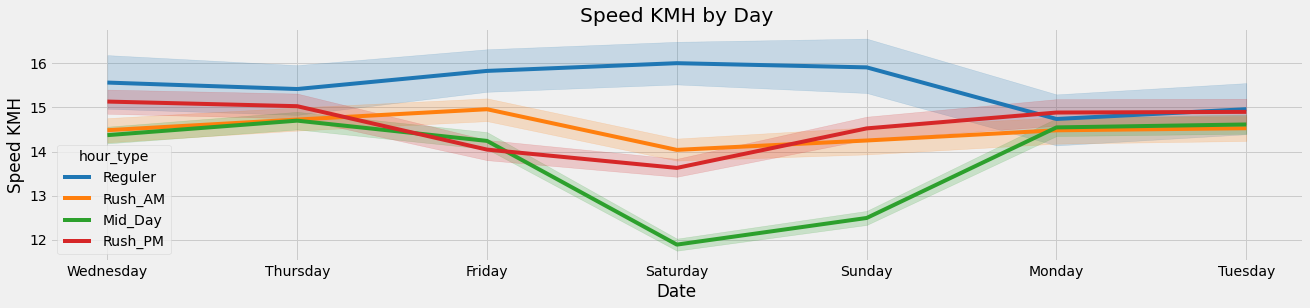 Speed KMH by Day
Speed KMH
16
15
14
13
12
hour_type
Reguler
Rush_AM
Mid_Day
Rush_PM
Wednesday
Thursday
Friday
Saturday
Sunday
Monday
Tuesday
Date